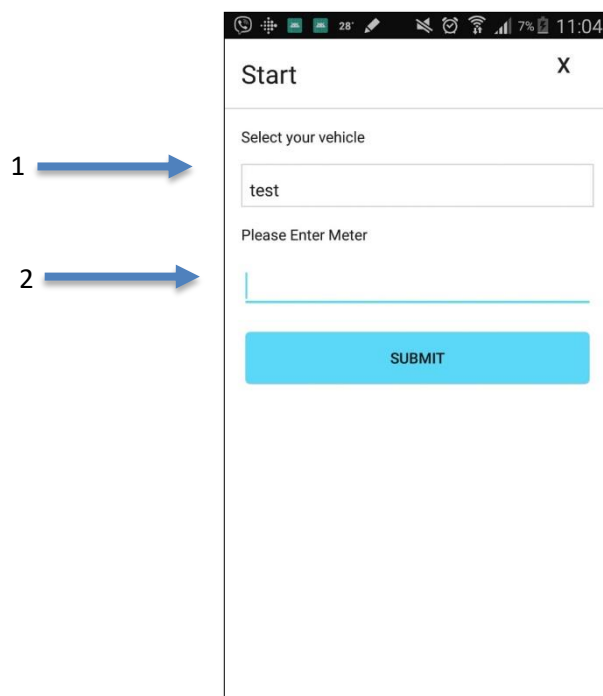 28° 7% 11:04
Start X
Select your vehicle
1
test
Please Enter Meter
2
SUBMIT